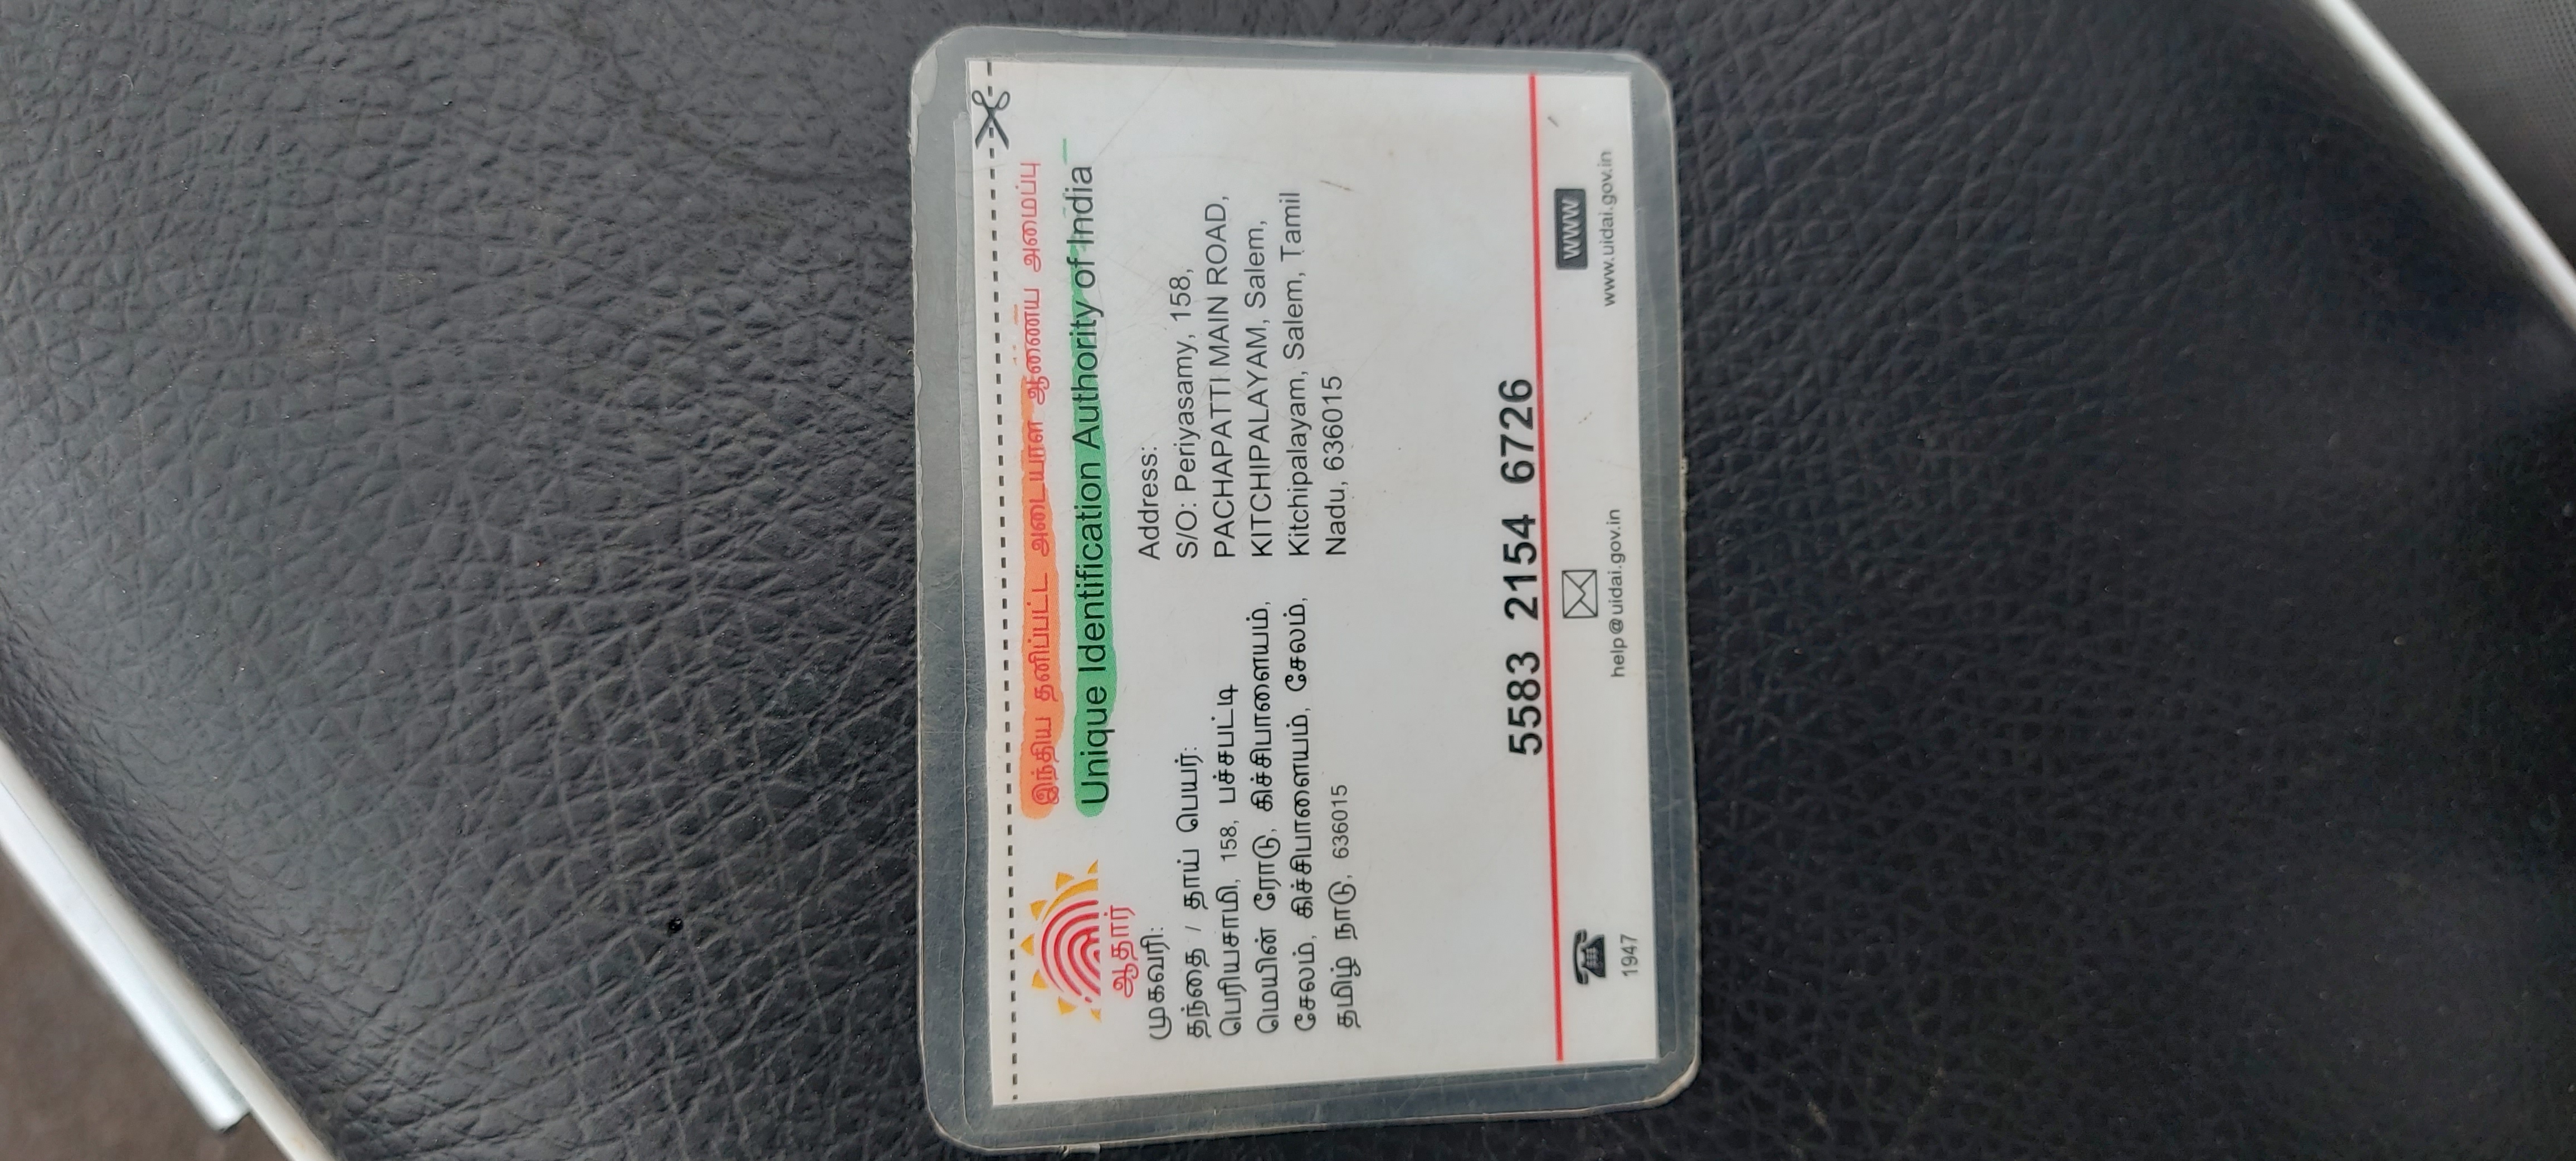 இந்திய தனிப்பட்ட அடையாள ஆணைய அமைப்பு
Unique Identification Authority of India
ஆதார்
முகவரி:
தந்தை / தாய் பெயர்:
பெரியசாமி, 158, பச்சபட்டி
மெயின் ரோடு, கிச்சிபாளையம்,
சேலம், கிச்சிபாளையம், சேலம்,
தமிழ் நாடு, 636015
Address:
S/O: Periyasamy, 158,
PACHAPATTI MAIN ROAD,
KITCHIPALAYAM, Salem,
Kitchipalayam, Salem, Tamil
Nadu, 636015
5583 2154 6726
1947
help@uidai.gov.in
WWW
www.uidai.gov.in